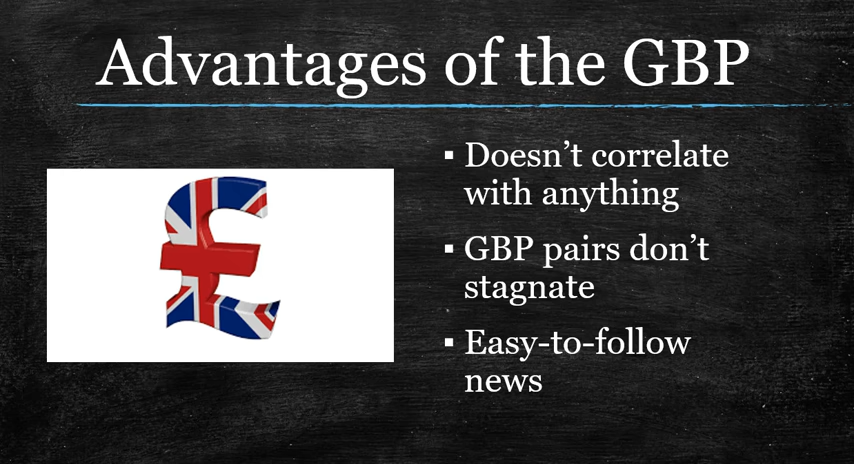 Advantages of the GBP
▪ Doesn’t correlate
with anything
▪ GBP pairs don’t
stagnate
▪ Easy-to-follow
news